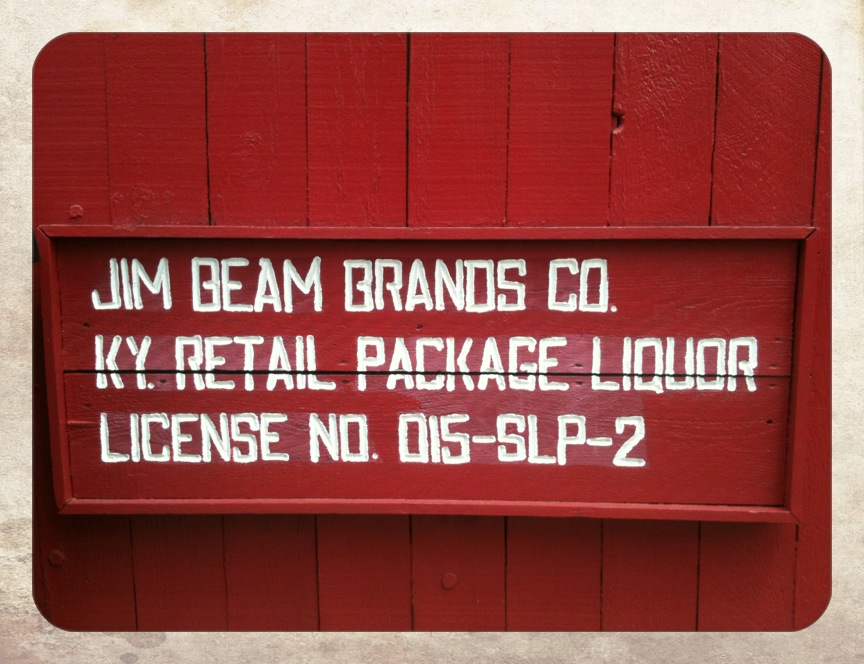 JIM BEAM BRANDS CO.
KY. RETAIL PACKAGE LIQUOR
LICENSE NO. 015-SLP-2